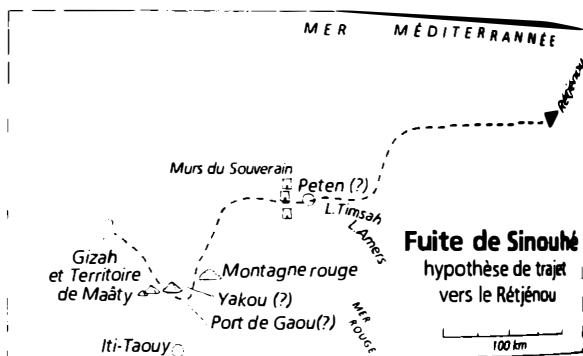 MER MÉDITERRANNÉE
Rétjénou
Murs du Souverain
Peten (?)
L.Timsah
L.Amers
Fuite de Sinouhé
hypothèse de trajet
vers le Rétjénou
Gizah
et Territoire
de Maâty
Montagne rouge
Yakou (?)
Port de Gaou(?)
MER
ROUGE
Iti-Taouy
100 km